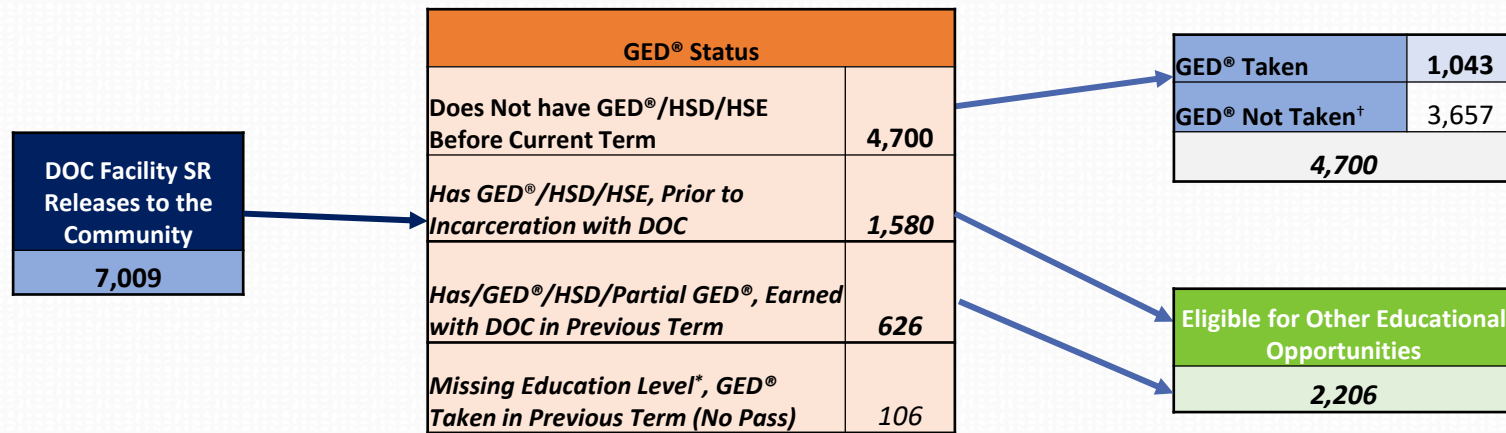 DOC Facility SR
Releases to the
Community
7,009
GED® Status
Does Not have GED®/HSD/HSE
Before Current Term
4,700
Has GED®/HSD/HSE, Prior to
Incarceration with DOC
1,580
Has/GED®/HSD/Partial GED®, Earned
with DOC in Previous Term
626
Missing Education Level*, GED®
Taken in Previous Term (No Pass)
106
GED® Taken
1,043
GED® Not Taken†
3,657
4,700
Eligible for Other Educational
Opportunities
2,206